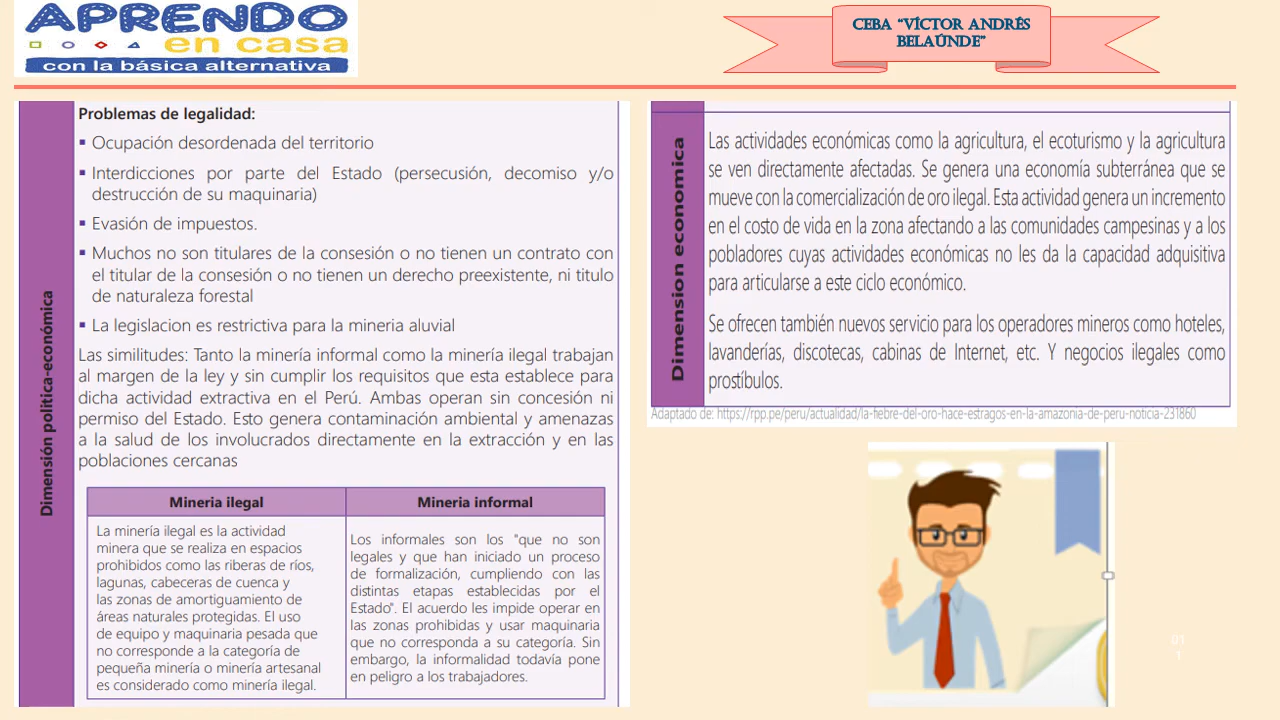 APRENDO
en casa
con la básica alternativa
CEBA “VÍCTOR ANDRÉS
BELAÚNDE”
Dimensión politica-económica
Problemas de legalidad:
▪ Ocupación desordenada del territorio
▪ Interdicciones por parte del Estado (persecución, decomiso y/o
destrucción de su maquinaria)
▪ Evasión de impuestos.
▪ Muchos no son titulares de la consesión o no tienen un contrato con
el titular de la consesión o no tienen un derecho preexistente, ni titulo
de naturaleza forestal
▪ La legislacion es restrictiva para la mineria aluvial
Las similitudes: Tanto la minería informal como la minería ilegal trabajan
al margen de la ley y sin cumplir los requisitos que esta establece para
dicha actividad extractiva en el Perú. Ambas operan sin concesión ni
permiso del Estado. Esto genera contaminación ambiental y amenazas
a la salud de los involucrados directamente en la extracción y en las
poblaciones cercanas
Mineria ilegal
La minería ilegal es la actividad
minera que se realiza en espacios
prohibidos como las riberas de ríos,
lagunas, cabeceras de cuenca y
las zonas de amortiguamiento de
áreas naturales protegidas. El uso
de equipo y maquinaria pesada que
no corresponde a la categoría de
pequeña minería o minería artesanal
es considerado como minería ilegal.
Mineria informal
Los informales son los "que no son
legales y que han iniciado un proceso
de formalización, cumpliendo con las
distintas etapas establecidas por el
Estado". El acuerdo les impide operar en
las zonas prohibidas y usar maquinaria
que no corresponda a su categoría. Sin
embargo, la informalidad todavía pone
en peligro a los trabajadores.
Dimension economica
Las actividades económicas como la agricultura, el ecoturismo y la agricultura
se ven directamente afectadas. Se genera una economía subterránea que se
mueve con la comercialización de oro ilegal. Esta actividad genera un incremento
en el costo de vida en la zona afectando a las comunidades campesinas y a los
pobladores cuyas actividades económicas no les da la capacidad adquisitiva
para articularse a este ciclo económico.
Se ofrecen también nuevos servicio para los operadores mineros como hoteles,
lavanderías, discotecas, cabinas de Internet, etc. Y negocios ilegales como
prostíbulos.
Adaptado de: https://rpp.pe/peru/actualidad/la-fiebre-del-oro-hace-estragos-en-la-amazonia-de-peru-noticia-231860
01
1